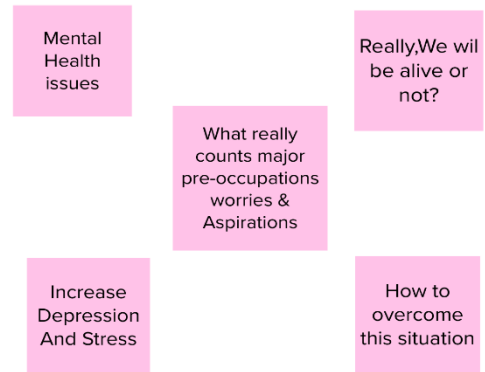 Mental
Health
issues
Really,We wil
be alive or
not?
What really
counts major
pre-occupations
worries &
Aspirations
Increase
Depression
And Stress
How to
overcome
this situation